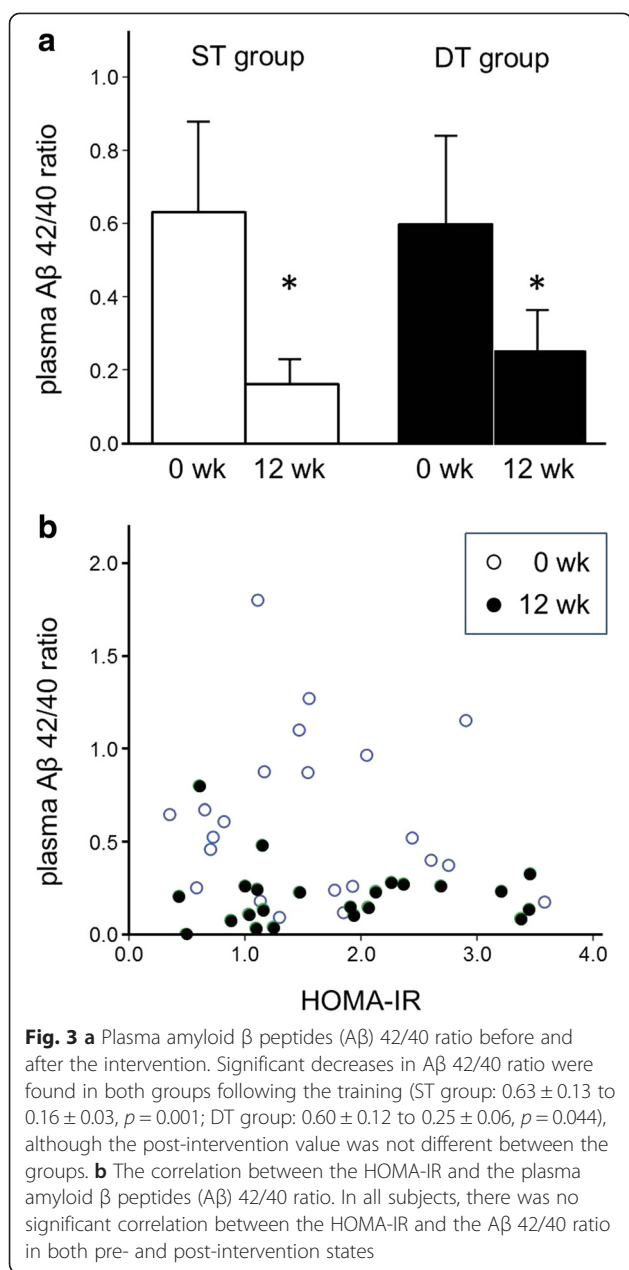 a
ST group DT group
plasma Aβ 42/40 ratio
1.0
0.8
0.6
0.4
0.2
0.0
* *
0 wk 12 wk 0 wk 12 wk
b
plasma Aβ 42/40 ratio
2.0
1.5
1.0
0.5
0.0
0 wk
12 wk
0.0 1.0 2.0 3.0 4.0
HOMA-IR
Fig. 3 a Plasma amyloid β peptides (Aβ) 42/40 ratio before and
after the intervention. Significant decreases in Aβ 42/40 ratio were
found in both groups following the training (ST group: 0.63 ± 0.13 to
0.16 ± 0.03, p = 0.001; DT group: 0.60 ± 0.12 to 0.25 ± 0.06, p = 0.044),
although the post-intervention value was not different between the
groups. b The correlation between the HOMA-IR and the plasma
amyloid β peptides (Aβ) 42/40 ratio. In all subjects, there was no
significant correlation between the HOMA-IR and the Aβ 42/40 ratio
in both pre- and post-intervention states